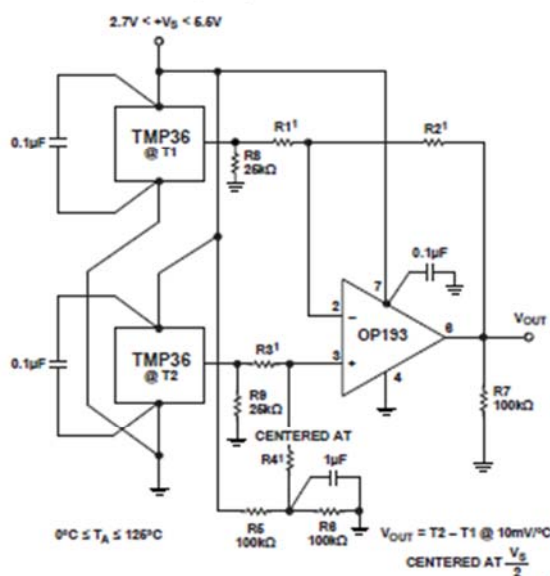 2.7V < +VS < 5.5V
0.1µF
TMP36
@ T1
R1¹
R2¹
R8
25kΩ
0.1µF
7
2
−
OP193
6
VOUT
3
+
4
0.1µF
TMP36
@ T2
R3¹
R9
25kΩ
CENTERED AT
R4¹
1µF
R7
100kΩ
R5
100kΩ
R6
100kΩ
0°C ≤ TA ≤ 125°C
VOUT = T2 – T1 @ 10mV/°C
CENTERED AT VS
2